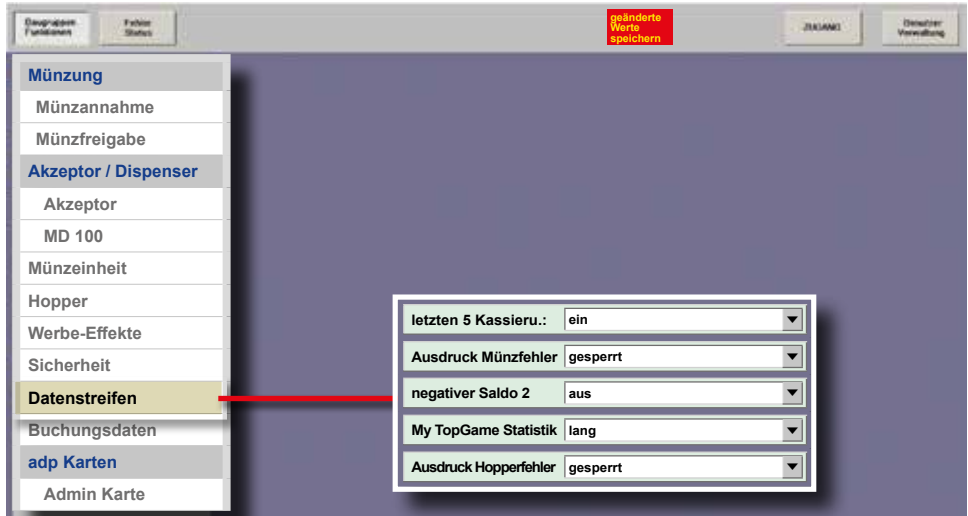 Baugruppen
Funktionen
Fehler
Status
geänderte
Werte
speichern
ZUGANG
Benutzer
Verwaltung
Münzung
Münzannahme
Münzfreigabe
Akzeptor / Dispenser
Akzeptor
MD 100
Münzeinheit
Hopper
Werbe-Effekte
Sicherheit
Datenstreifen
Buchungsdaten
adp Karten
Admin Karte
letzten 5 Kassieru.: ein
Ausdruck Münzfehler gesperrt
negativer Saldo 2 aus
My TopGame Statistik lang
Ausdruck Hopperfehler gesperrt